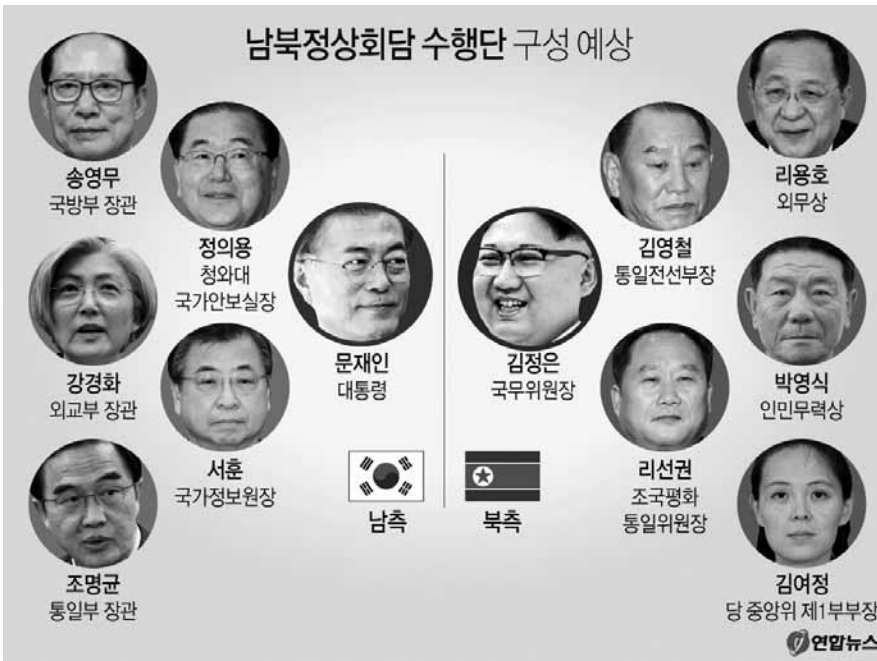 남북정상회담 수행단 구성 예상
송영무
국방부 장관
정의용
청와대
국가안보실장
강경화
외교부 장관
서훈
국가정보원장
조명균
통일부 장관
문재인
대통령
남측
김정은
국무위원장
북측
김영철
통일전선부장
리용호
외무상
리선권
조국평화
통일위원장
박영식
인민무력상
김여정
당 중앙위 제1부부장
연합뉴스